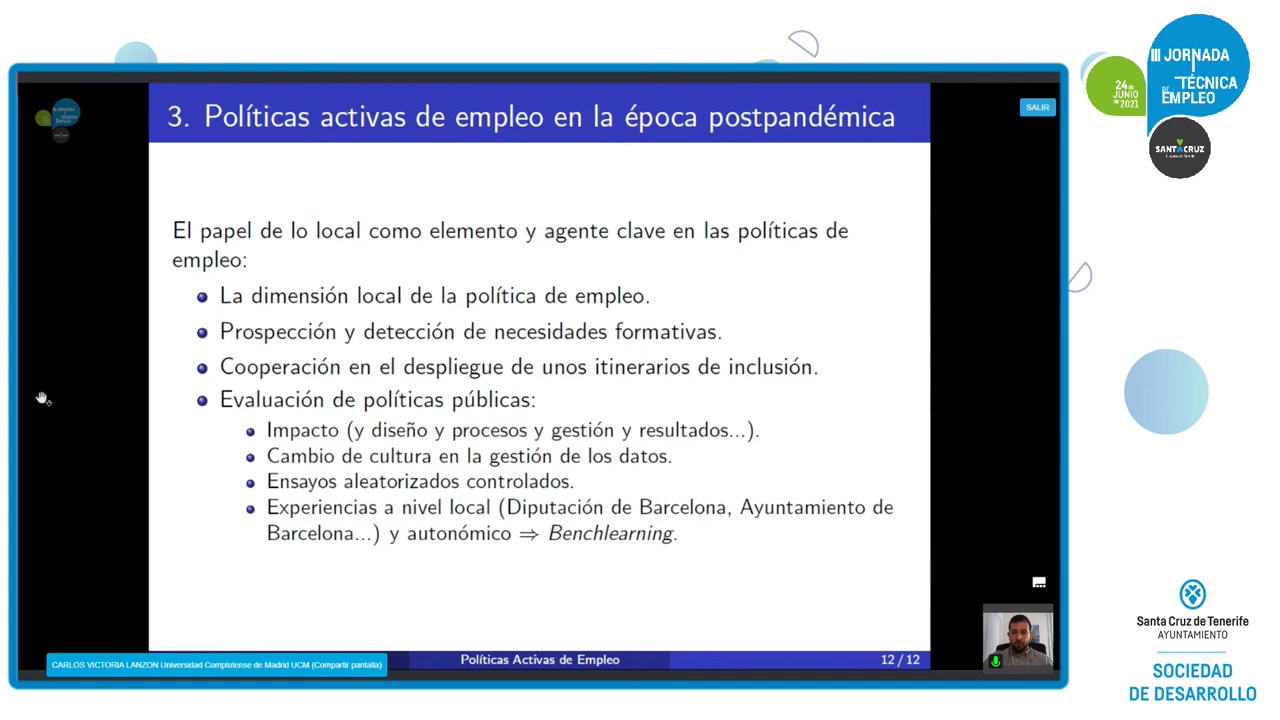 III JORNADA
TÉCNICA
DE EMPLEO
24 de
JUNIO
de 2021
SANTA CRUZ
SALIR
3. Políticas activas de empleo en la época postpandémica
El papel de lo local como elemento y agente clave en las políticas de
empleo:
La dimensión local de la política de empleo.
Prospección y detección de necesidades formativas.
Cooperación en el despliegue de unos itinerarios de inclusión.
Evaluación de políticas públicas:
Impacto (y diseño y procesos y gestión y resultados...).
Cambio de cultura en la gestión de los datos.
Ensayos aleatorizados controlados.
Experiencias a nivel local (Diputación de Barcelona, Ayuntamiento de
Barcelona...) y autonómico ⇒ Benchlearning.
CARLOS VICTORIA LANZON Universidad Complutense de Madrid UCM (Compartir pantalla)
Políticas Activas de Empleo
12 / 12
Santa Cruz de Tenerife
AYUNTAMIENTO
SOCIEDAD
DE DESARROLLO